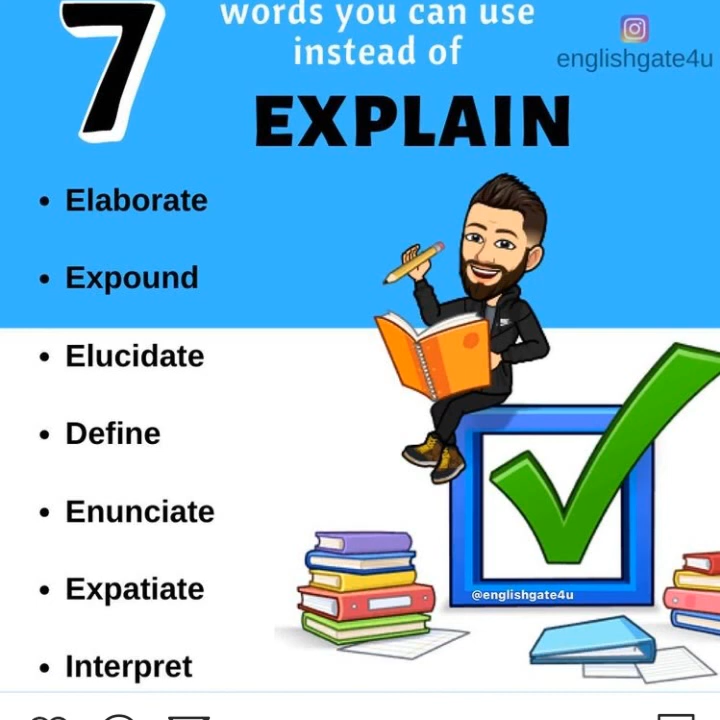 7
words you can use
instead of
EXPLAIN
englishgate4u
• Elaborate
• Expound
• Elucidate
• Define
• Enunciate
• Expatiate
• Interpret
@englishgate4u